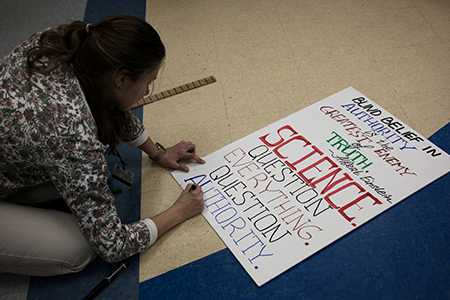 BLIND BELIEF IN
AUTHORITY
is the
GREATEST ENEMY
of
TRUTH.
-Albert Einstein
SCIENCE.
QUESTION
EVERYTHING.
QUESTION
AUTHORITY.